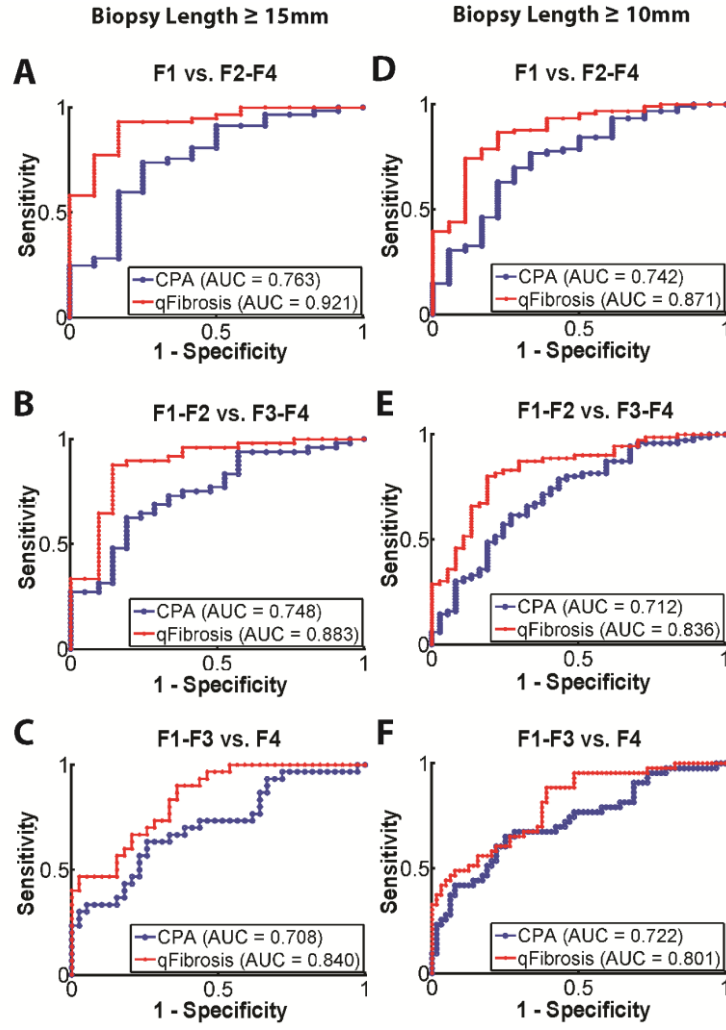 Biopsy Length ≥ 15mm
Biopsy Length ≥ 10mm
A
F1 vs. F2-F4
Sensitivity
1
0.5
0
CPA (AUC = 0.763)
qFibrosis (AUC = 0.921)
0
0.5
1
1 - Specificity
D
F1 vs. F2-F4
Sensitivity
1
0.5
0
CPA (AUC = 0.742)
qFibrosis (AUC = 0.871)
0
0.5
1
1 - Specificity
B
F1-F2 vs. F3-F4
Sensitivity
1
0.5
0
CPA (AUC = 0.748)
qFibrosis (AUC = 0.883)
0
0.5
1
1 - Specificity
E
F1-F2 vs. F3-F4
Sensitivity
1
0.5
0
CPA (AUC = 0.712)
qFibrosis (AUC = 0.836)
0
0.5
1
1 - Specificity
C
F1-F3 vs. F4
Sensitivity
1
0.5
0
CPA (AUC = 0.708)
qFibrosis (AUC = 0.840)
0
0.5
1
1 - Specificity
F
F1-F3 vs. F4
Sensitivity
1
0.5
0
CPA (AUC = 0.722)
qFibrosis (AUC = 0.801)
0
0.5
1
1 - Specificity